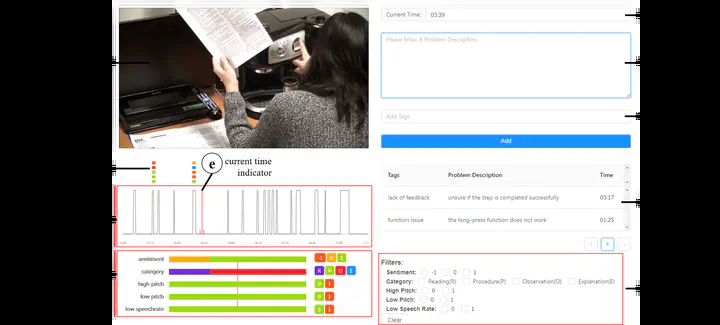 Current Time: 03:39
Please Enter A Problem Description.
Add Tags
Add
e current time
indicator
Tags Problem Description Time
lack of feedback unsure if the step is completed successfully 03:17
function issue the long-press function does not work 01:25
1
sentiment -1 0 1
category R P O E
high pitch 0 1
low pitch 0 1
low speechrate 0 1
Filters:
Sentiment: -1 0 1
Category: Reading(R) Procedure(P) Observation(O) Explanation(E)
High Pitch: 0 1
Low Pitch: 0 1
Low Speech Rate: 0 1
Clear